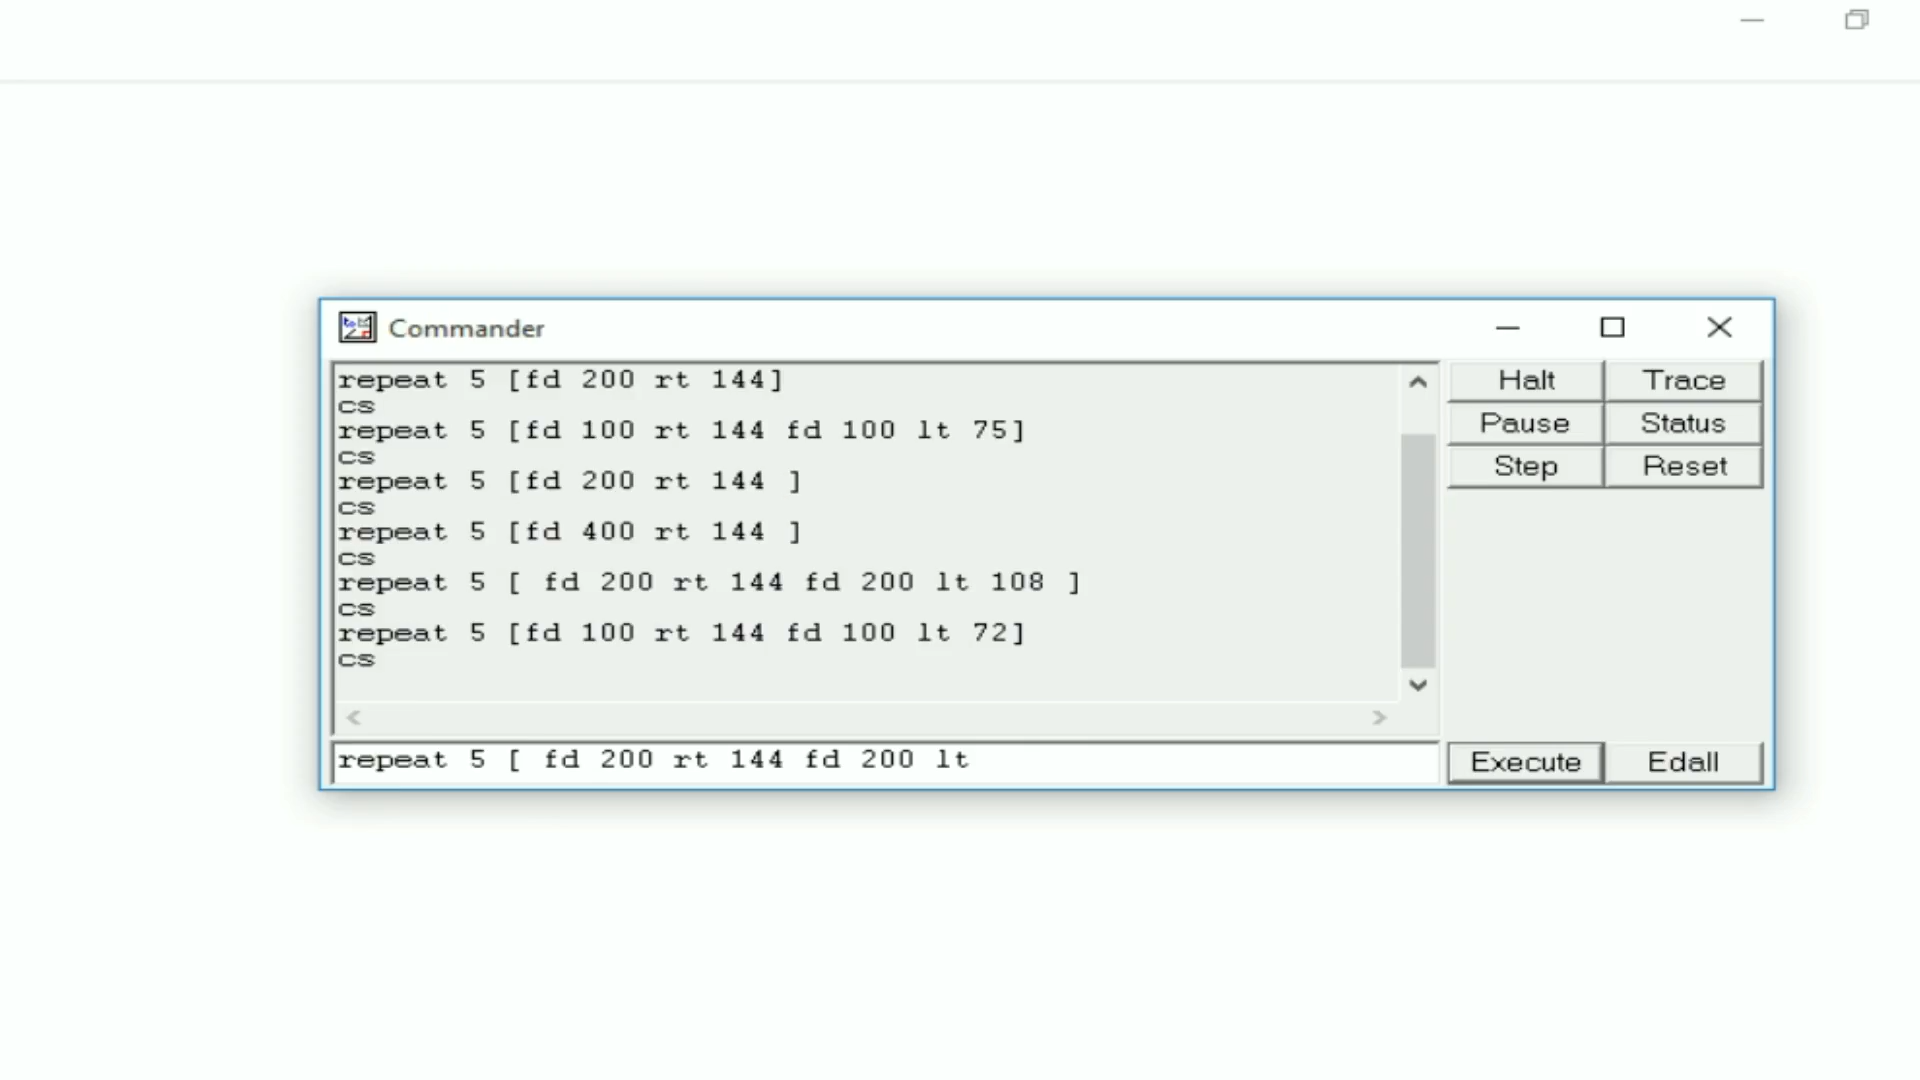 Commander
repeat 5 [fd 200 rt 144]
cs
repeat 5 [fd 100 rt 144 fd 100 lt 75]
cs
repeat 5 [fd 200 rt 144 ]
cs
repeat 5 [fd 400 rt 144 ]
cs
repeat 5 [ fd 200 rt 144 fd 200 lt 108 ]
cs
repeat 5 [fd 100 rt 144 fd 100 lt 72]
cs
repeat 5 [ fd 200 rt 144 fd 200 lt
Halt Trace
Pause Status
Step Reset
Execute Edall